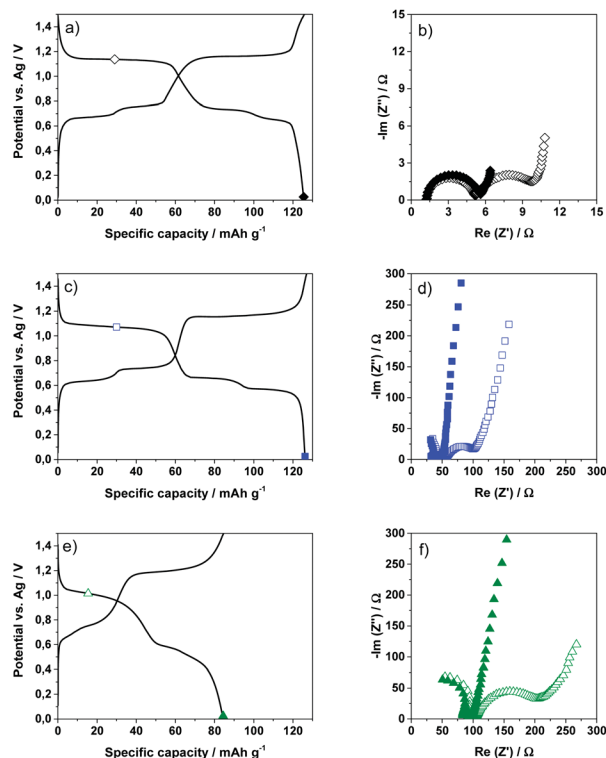 a)
Potential vs. Ag / V
1,4
1,2
1,0
0,8
0,6
0,4
0,2
0,0
0 20 40 60 80 100 120
Specific capacity / mAh g-1
b)
-Im (Z'') / Ω
15
12
9
6
3
0
0 3 6 9 12 15
Re (Z') / Ω
c)
Potential vs. Ag / V
1,4
1,2
1,0
0,8
0,6
0,4
0,2
0,0
0 20 40 60 80 100 120
Specific capacity / mAh g-1
d)
-Im (Z'') / Ω
300
250
200
150
100
50
0
0 50 100 150 200 250 300
Re (Z') / Ω
e)
Potential vs. Ag / V
1,4
1,2
1,0
0,8
0,6
0,4
0,2
0,0
0 20 40 60 80 100 120
Specific capacity / mAh g-1
f)
-Im (Z'') / Ω
300
250
200
150
100
50
0
0 50 100 150 200 250 300
Re (Z') / Ω